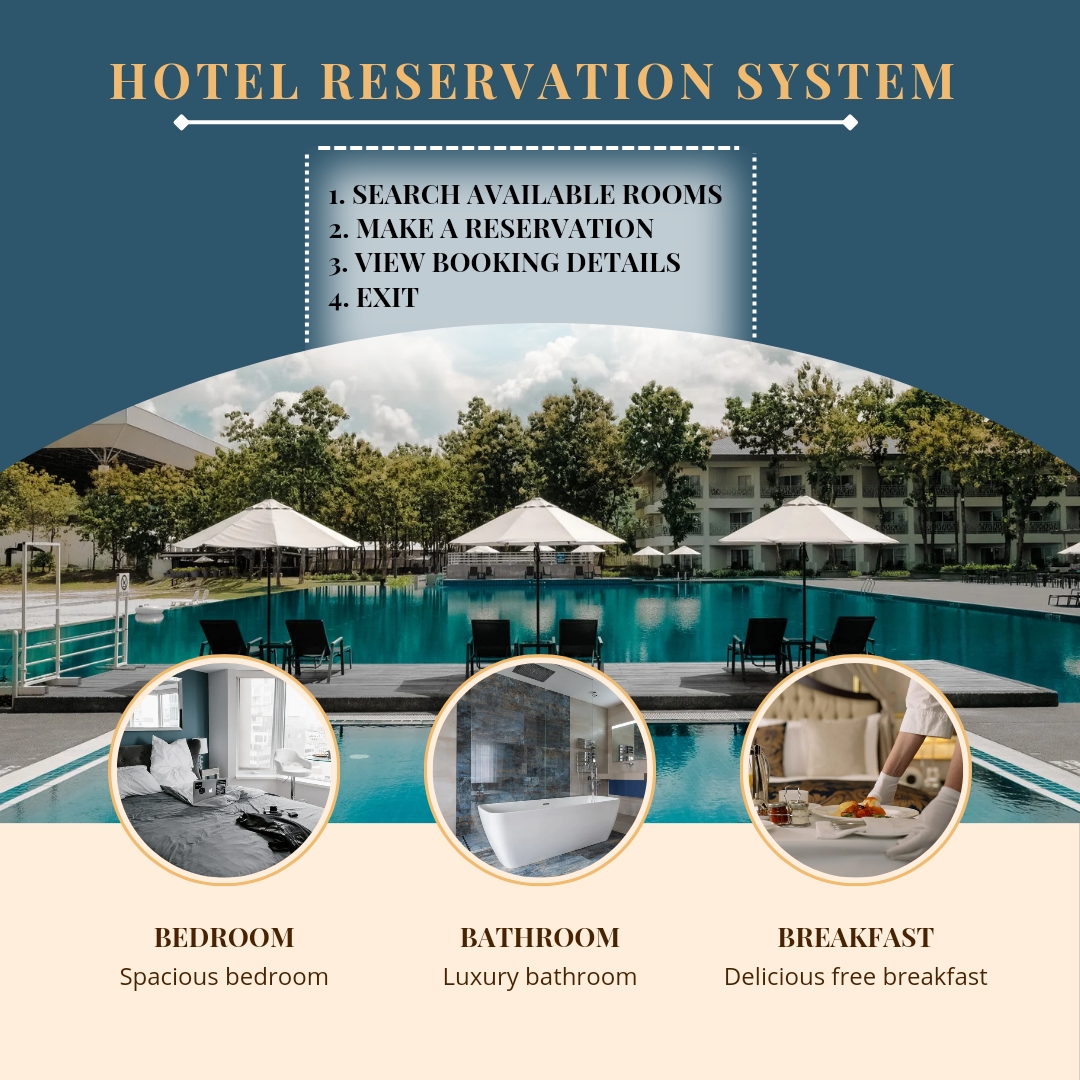 HOTEL RESERVATION SYSTEM
1. SEARCH AVAILABLE ROOMS
2. MAKE A RESERVATION
3. VIEW BOOKING DETAILS
4. EXIT
BEDROOM
Spacious bedroom
BATHROOM
Luxury bathroom
BREAKFAST
Delicious free breakfast